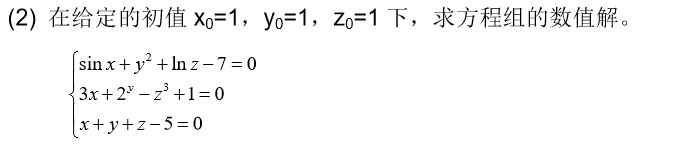 (2) 在给定的初值 x₀=1，y₀=1，z₀=1 下，求方程组的数值解。
sin x + y² + ln z − 7 = 0
3x + 2ʸ − z³ + 1 = 0
x + y + z − 5 = 0